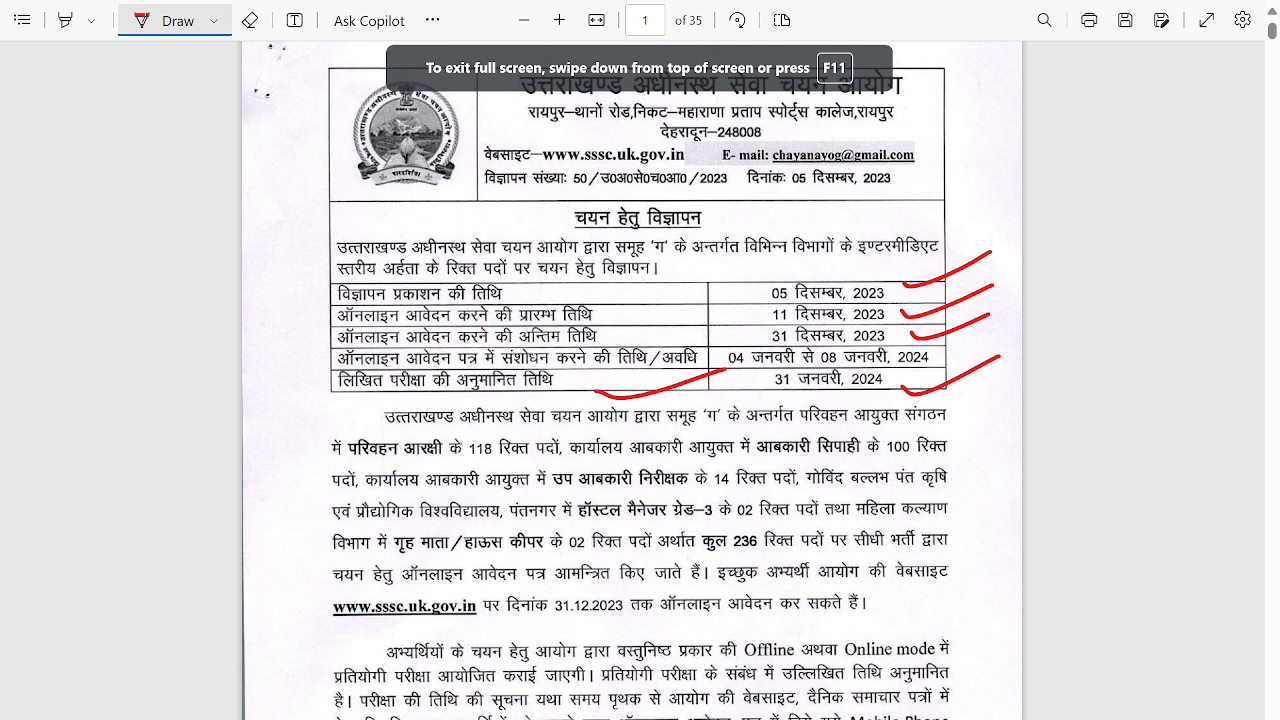 Draw
Ask Copilot
1
of 35
To exit full screen, swipe down from top of screen or press F11
उत्तराखण्ड अधीनस्थ सेवा चयन आयोग
रायपुर–थानों रोड,निकट–महाराणा प्रताप स्पोर्ट्स कालेज,रायपुर
देहरादून–248008
वेबसाइट–www.sssc.uk.gov.in E- mail: chayanayog@gmail.com
विज्ञापन संख्याः 50/उ0अ0से0च0आ0/2023 दिनांकः 05 दिसम्बर, 2023
चयन हेतु विज्ञापन
उत्तराखण्ड अधीनस्थ सेवा चयन आयोग द्वारा समूह ‘ग’ के अन्तर्गत विभिन्न विभागों के इण्टरमीडिएट
स्तरीय अर्हता के रिक्त पदों पर चयन हेतु विज्ञापन।
विज्ञापन प्रकाशन की तिथि 05 दिसम्बर, 2023
ऑनलाइन आवेदन करने की प्रारम्भ तिथि 11 दिसम्बर, 2023
ऑनलाइन आवेदन करने की अन्तिम तिथि 31 दिसम्बर, 2023
ऑनलाइन आवेदन पत्र में संशोधन करने की तिथि/अवधि 04 जनवरी से 08 जनवरी, 2024
लिखित परीक्षा की अनुमानित तिथि 31 जनवरी, 2024
उत्तराखण्ड अधीनस्थ सेवा चयन आयोग द्वारा समूह ‘ग’ के अन्तर्गत परिवहन आयुक्त संगठन
में परिवहन आरक्षी के 118 रिक्त पदों, कार्यालय आबकारी आयुक्त में आबकारी सिपाही के 100 रिक्त
पदों, कार्यालय आबकारी आयुक्त में उप आबकारी निरीक्षक के 14 रिक्त पदों, गोविंद बल्लभ पंत कृषि
एवं प्रौद्योगिक विश्वविद्यालय, पंतनगर में हॉस्टल मैनेजर ग्रेड–3 के 02 रिक्त पदों तथा महिला कल्याण
विभाग में गृह माता/हाऊस कीपर के 02 रिक्त पदों अर्थात कुल 236 रिक्त पदों पर सीधी भर्ती द्वारा
चयन हेतु ऑनलाइन आवेदन पत्र आमन्त्रित किए जाते हैं। इच्छुक अभ्यर्थी आयोग की वेबसाइट
www.sssc.uk.gov.in पर दिनांक 31.12.2023 तक ऑनलाइन आवेदन कर सकते हैं।
अभ्यर्थियों के चयन हेतु आयोग द्वारा वस्तुनिष्ठ प्रकार की Offline अथवा Online mode में
प्रतियोगी परीक्षा आयोजित कराई जाएगी। प्रतियोगी परीक्षा के संबंध में उल्लिखित तिथि अनुमानित
है। परीक्षा की तिथि की सूचना यथा समय पृथक से आयोग की वेबसाइट, दैनिक समाचार पत्रों में